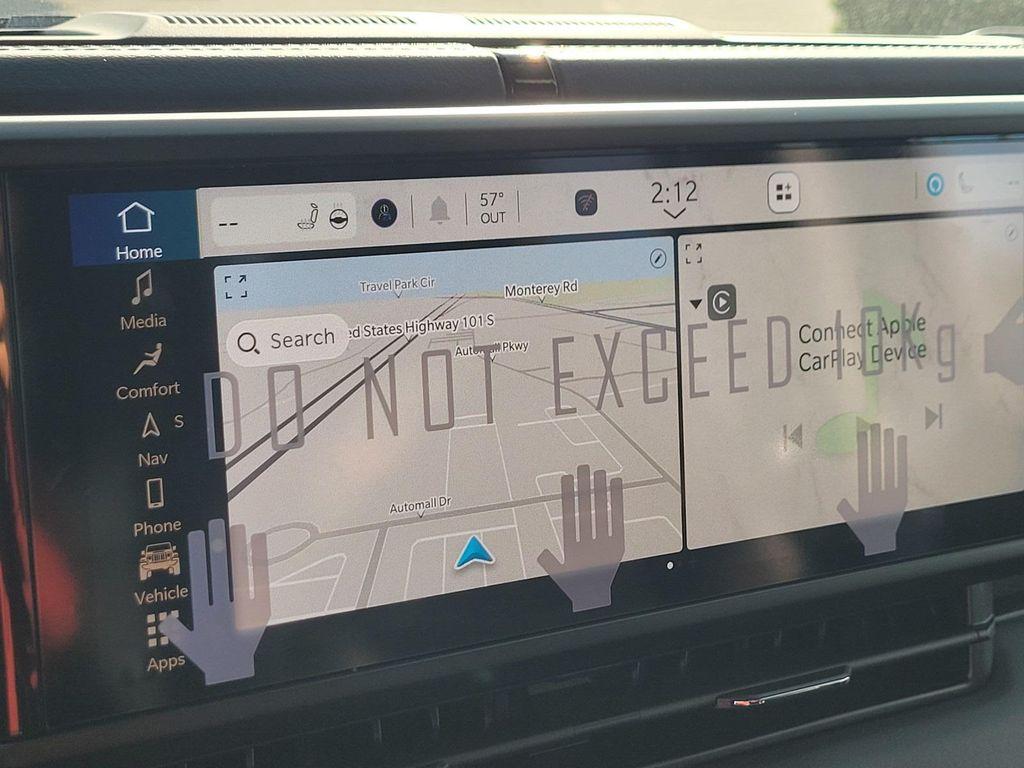 Home
Media
Comfort
S
Nav
Phone
Vehicle
Apps
--
57°
OUT
2:12
--
Travel Park Cir
Monterey Rd
Search
ed States Highway 101 S
Automall Pkwy
Automall Dr
Connect Apple
CarPlay Device
DO NOT EXCEED 10Kg